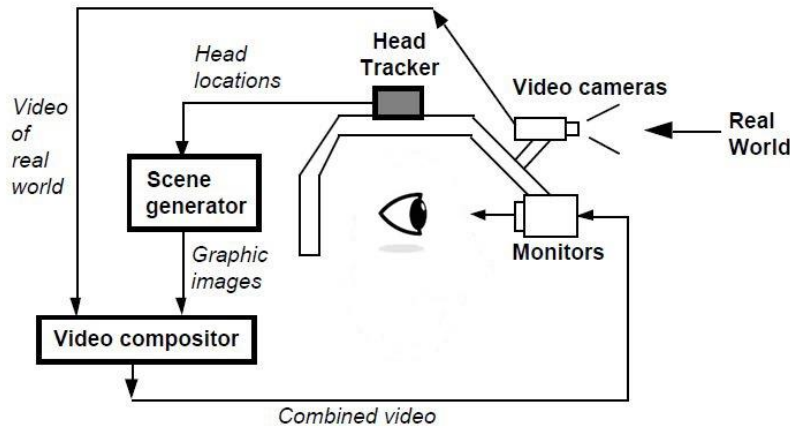 Head
Tracker
Head
locations
Video cameras
Video
of
real
world
Real
World
Scene
generator
Monitors
Graphic
images
Video compositor
Combined video